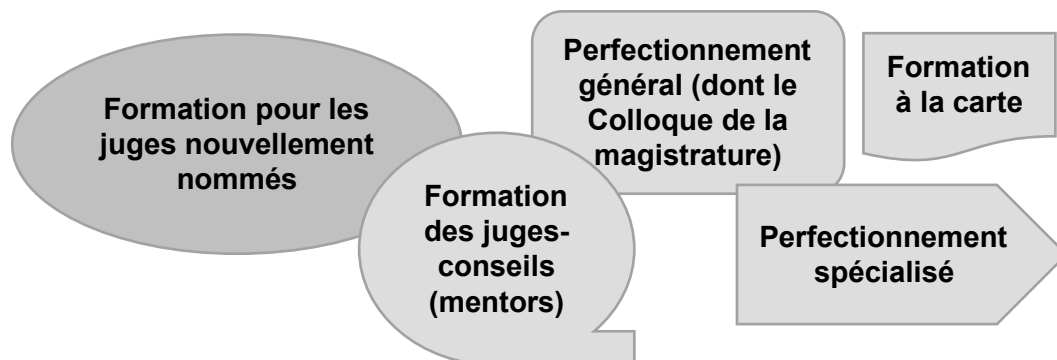 Formation pour les
juges nouvellement
nommés
Formation
des juges-
conseils
(mentors)
Perfectionnement
général (dont le
Colloque de la
magistrature)
Formation
à la carte
Perfectionnement
spécialisé